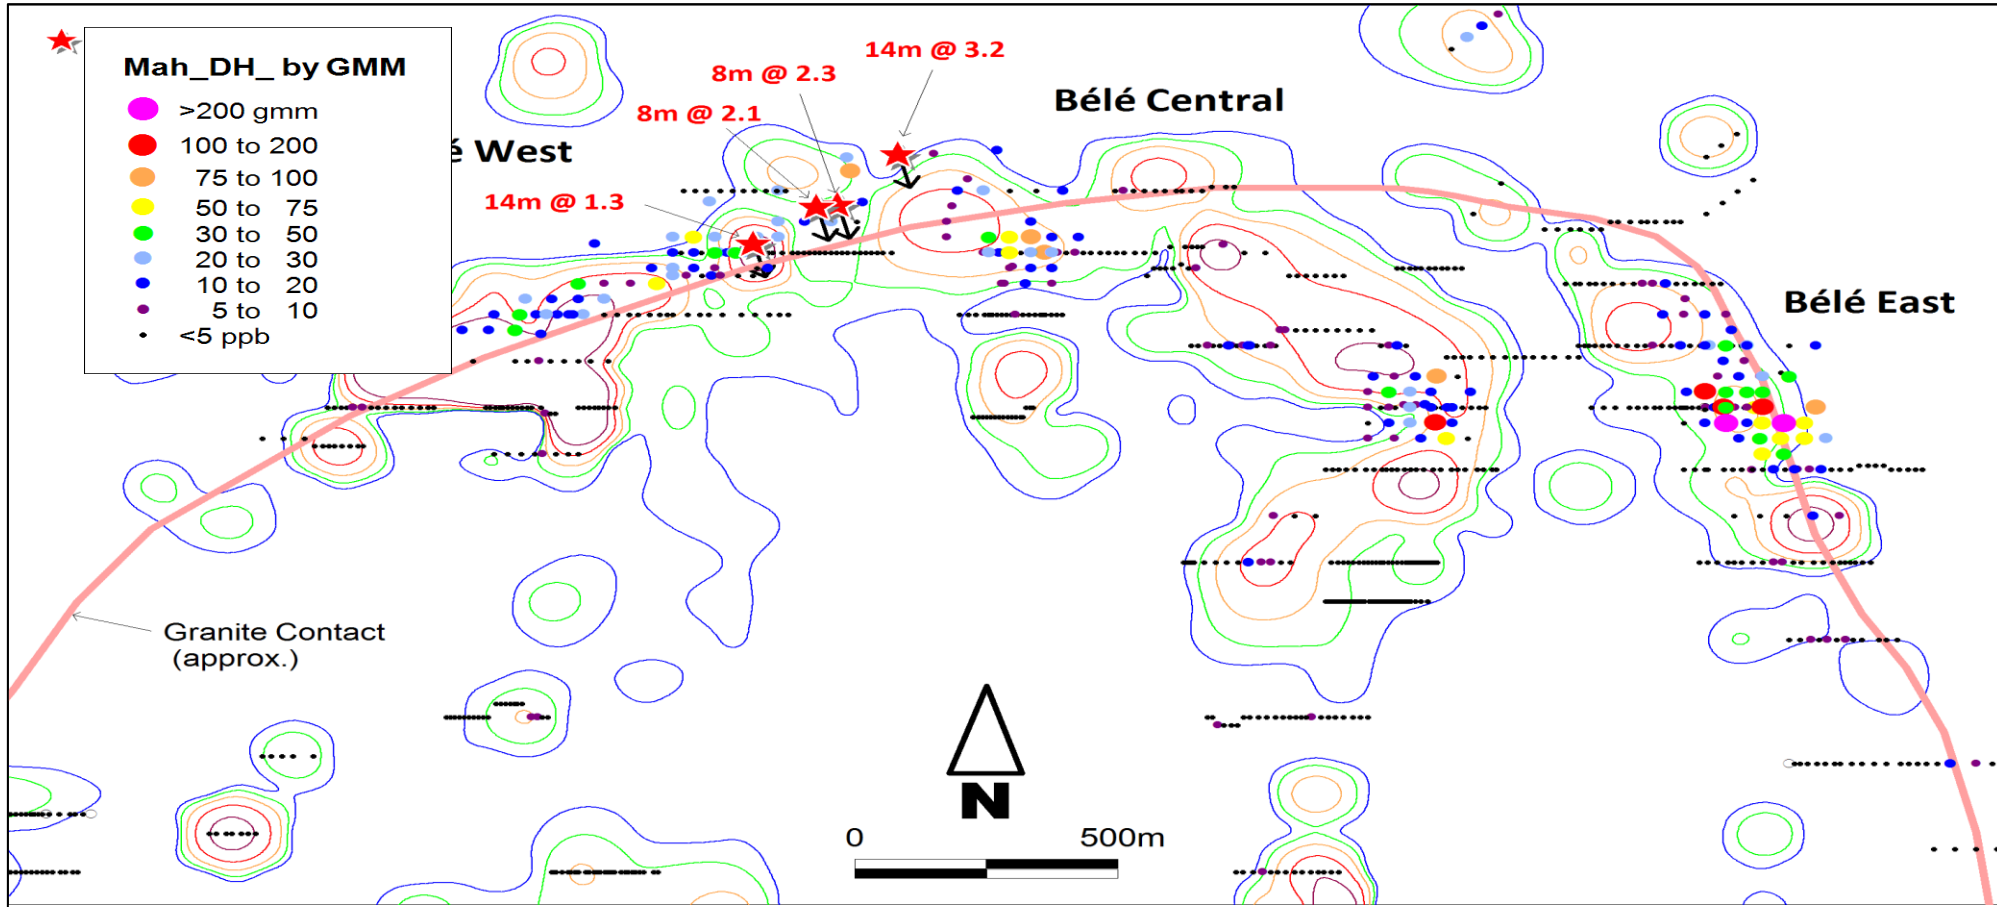 Mah_DH_ by GMM
>200 gmm
100 to 200
75 to 100
50 to 75
30 to 50
20 to 30
10 to 20
5 to 10
<5 ppb
14m @ 3.2
8m @ 2.3
8m @ 2.1
14m @ 1.3
é West
Bélé Central
Bélé East
Granite Contact
(approx.)
N
0 500m